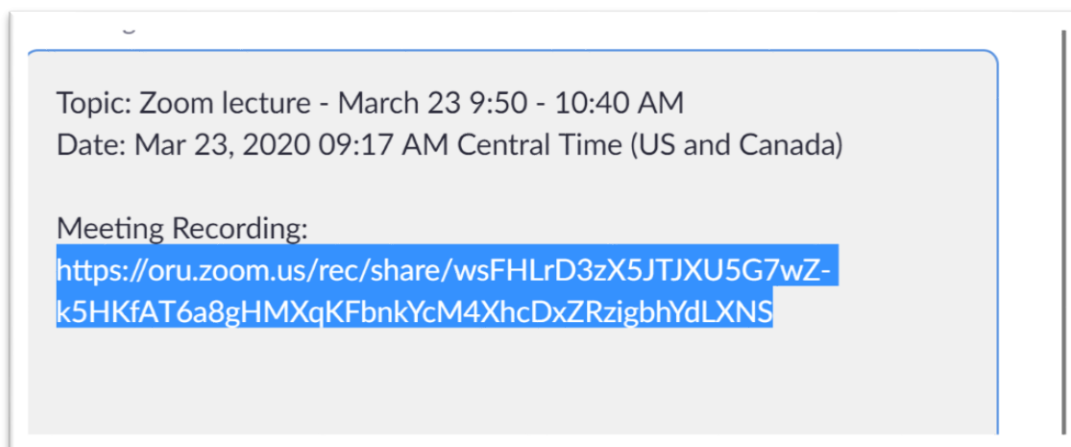 Topic: Zoom lecture - March 23 9:50 - 10:40 AM
Date: Mar 23, 2020 09:17 AM Central Time (US and Canada)
Meeting Recording:
https://oru.zoom.us/rec/share/wsFHLrD3zX5JTJXU5G7wZ-
k5HKfAT6a8gHMXqKFbnkYcM4XhcDxZRzigbhYdLXNS